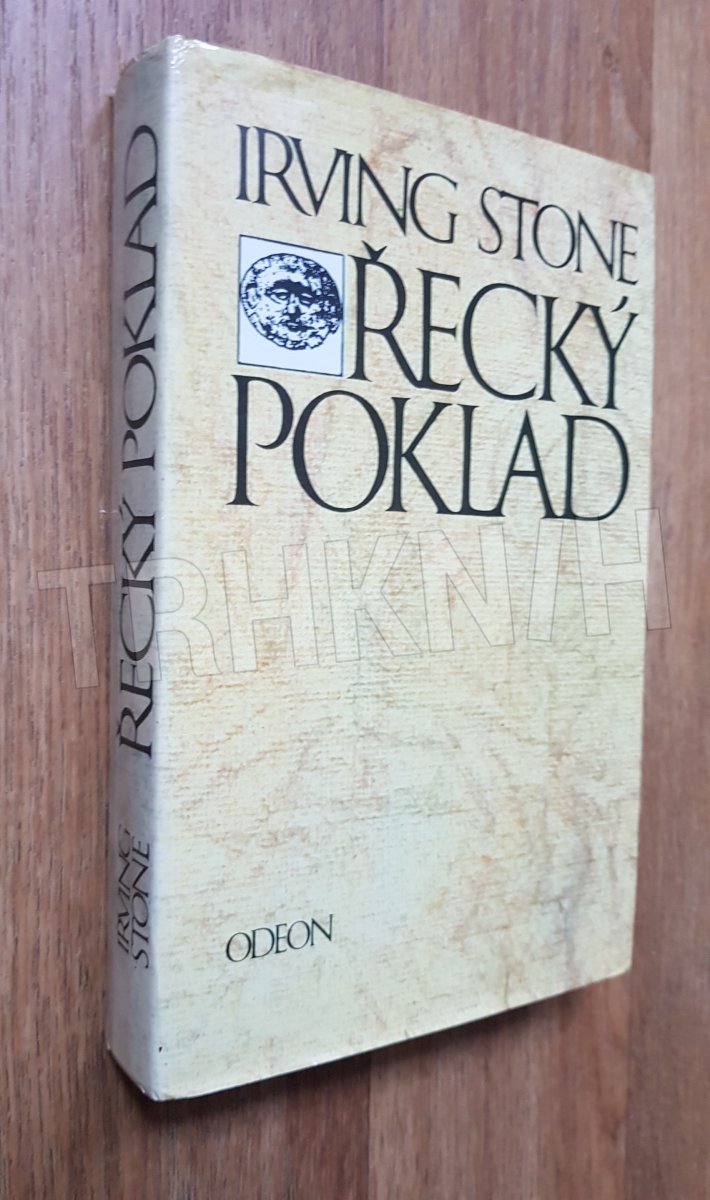 IRVING STONE
ŘECKÝ
POKLAD
ODEON
IRVING
STONE
ŘECKÝ POKLAD
TRHKNIH